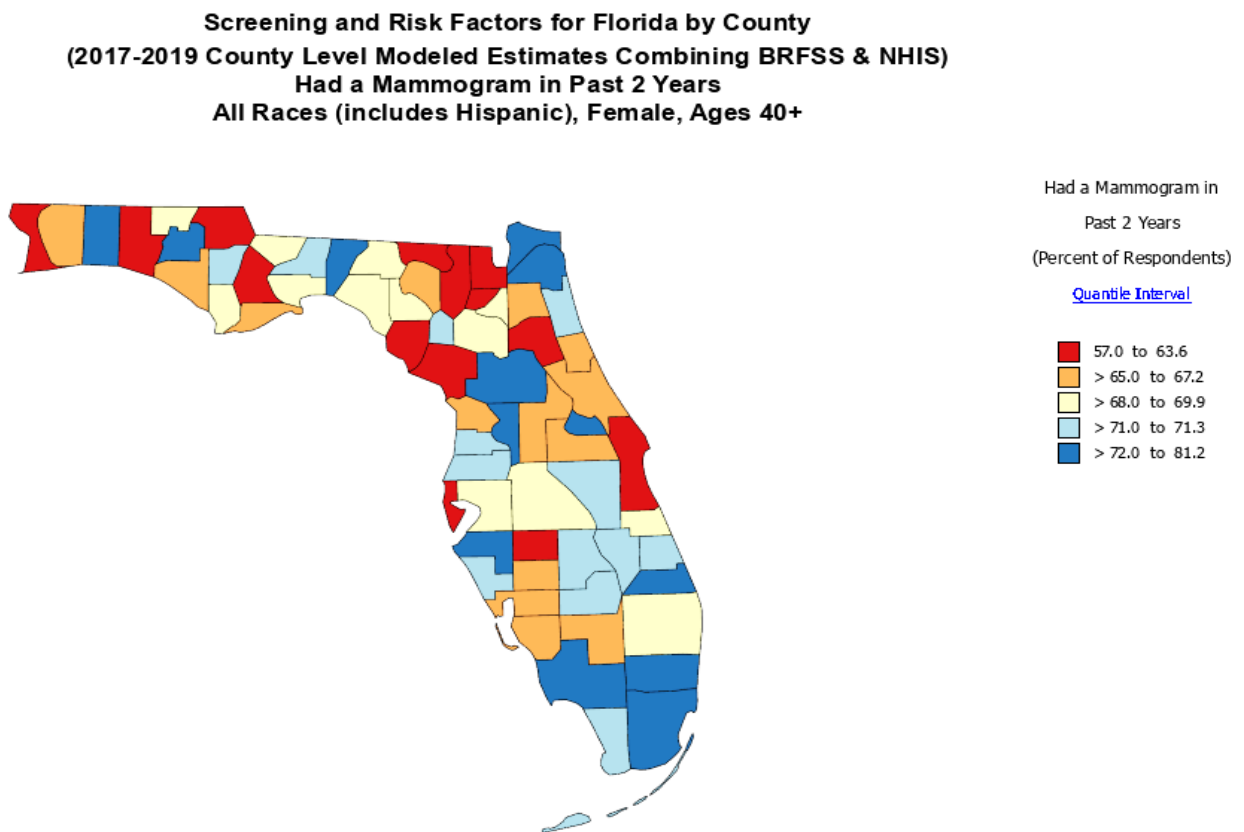 Screening and Risk Factors for Florida by County
(2017-2019 County Level Modeled Estimates Combining BRFSS & NHIS)
Had a Mammogram in Past 2 Years
All Races (includes Hispanic), Female, Ages 40+
Had a Mammogram in
Past 2 Years
(Percent of Respondents)
Quantile Interval
57.0 to 63.6
> 65.0 to 67.2
> 68.0 to 69.9
> 71.0 to 71.3
> 72.0 to 81.2